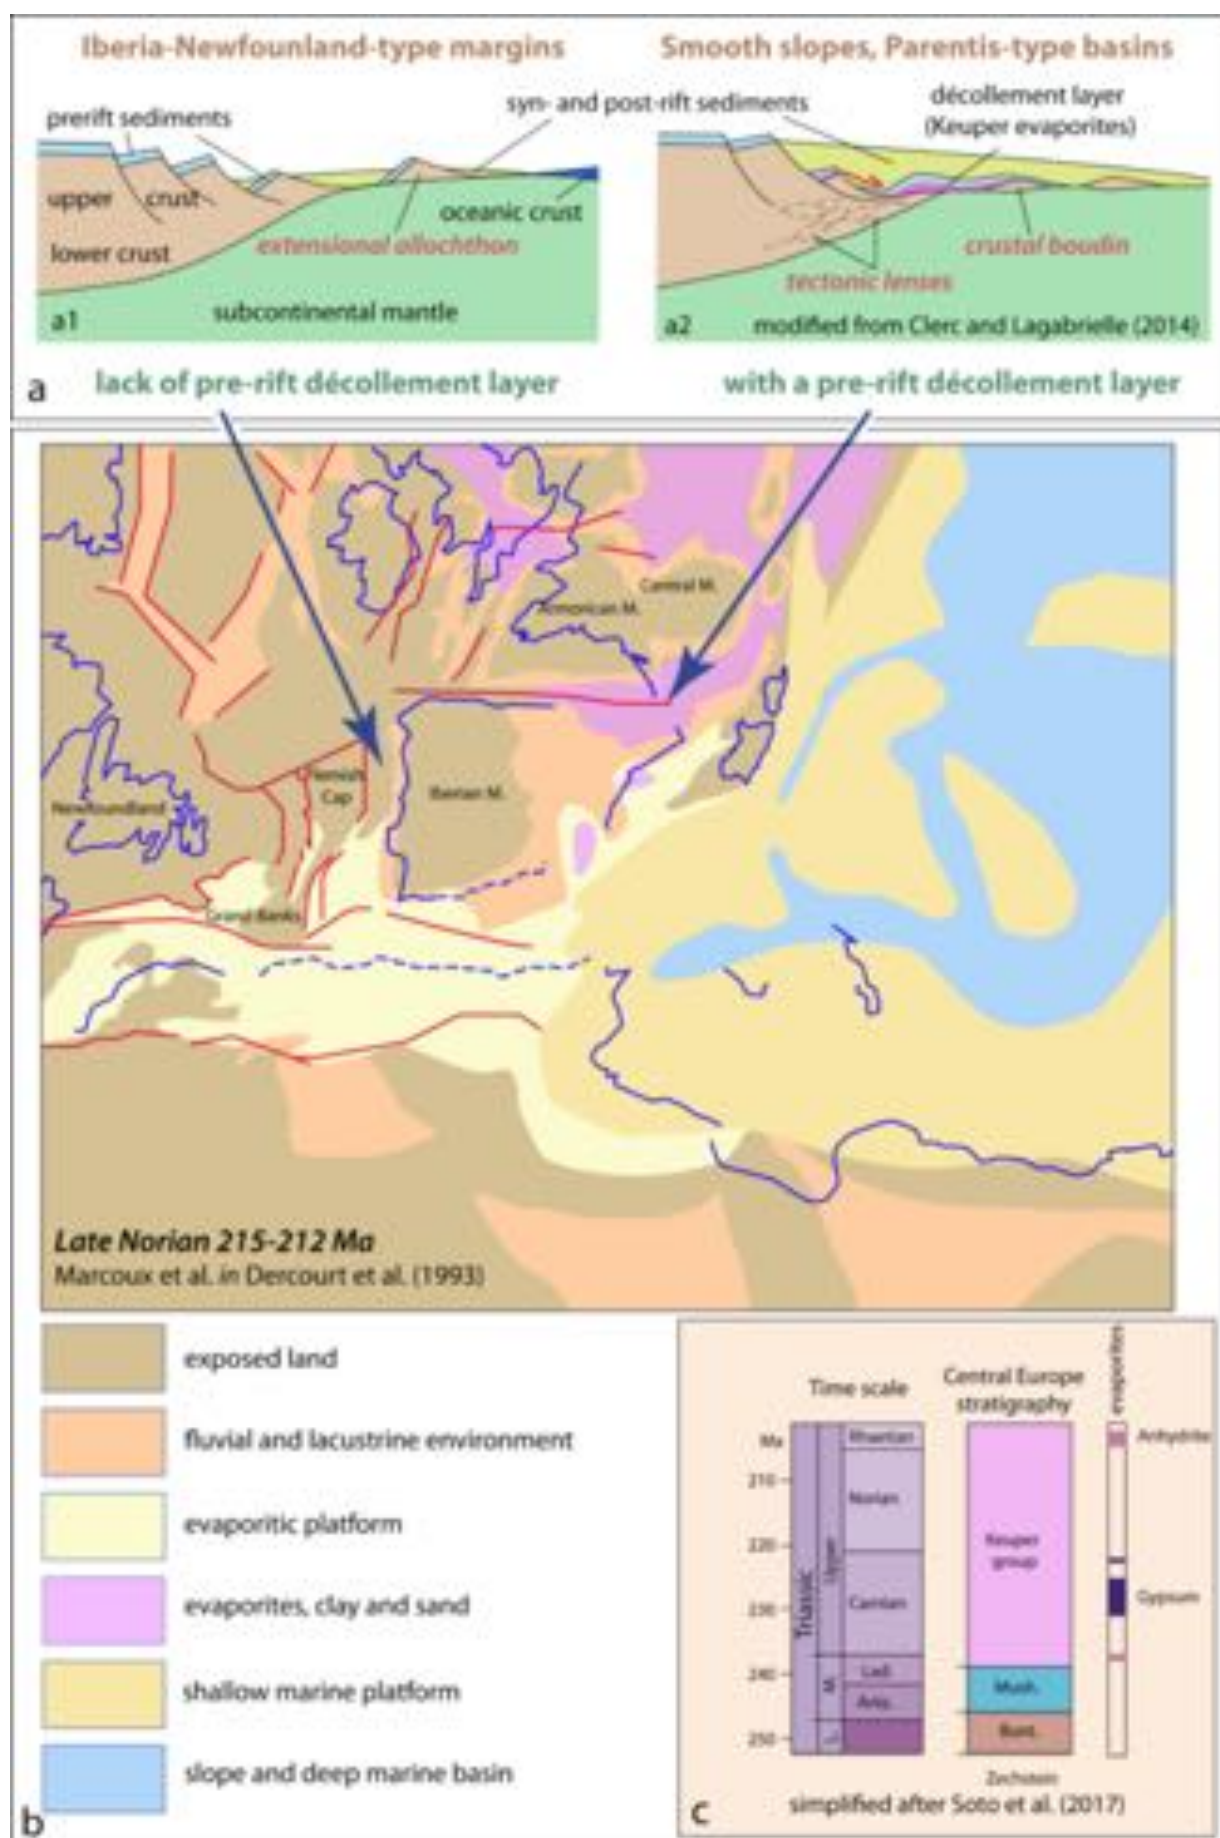 Iberia-Newfounland-type margins
Smooth slopes, Parentis-type basins
prerift sediments
syn- and post-rift sediments
décollement layer
(Keuper evaporites)
upper crust
lower crust
oceanic crust
extensional allochthon
crustal boudin
tectonic lenses
subcontinental mantle
a1
a2
modified from Clerc and Lagabrielle (2014)
a
lack of pre-rift décollement layer
with a pre-rift décollement layer
Central M.
Armorican M.
Flemish
Cap
Iberian M.
Newfoundland
Grand Banks
Late Norian 215-212 Ma
Marcoux et al. in Dercourt et al. (1993)
exposed land
fluvial and lacustrine environment
evaporitic platform
evaporites, clay and sand
shallow marine platform
slope and deep marine basin
b
Time scale
Central Europe
stratigraphy
evaporites
Ma
210
220
230
240
250
Triassic
Upper
M.
L.
Rhaetian
Norian
Carnian
Ladi.
Anis.
Keuper
group
Mush.
Bunt.
Zechstein
Anhydrite
Gypsum
c
simplified after Soto et al. (2017)